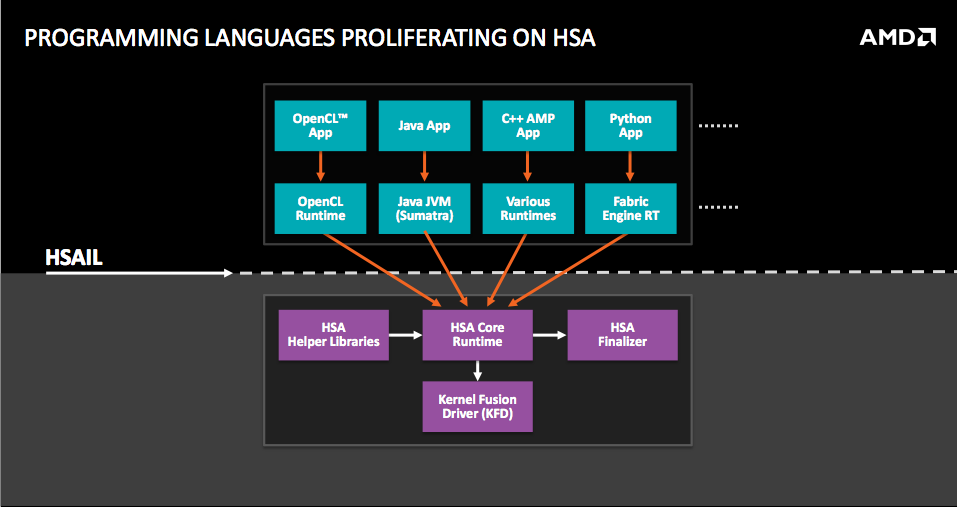 PROGRAMMING LANGUAGES PROLIFERATING ON HSA
AMD
OpenCL™
App
Java App
C++ AMP
App
Python
App
OpenCL
Runtime
Java JVM
(Sumatra)
Various
Runtimes
Fabric
Engine RT
HSAIL
HSA
Helper Libraries
HSA Core
Runtime
HSA
Finalizer
Kernel Fusion
Driver (KFD)